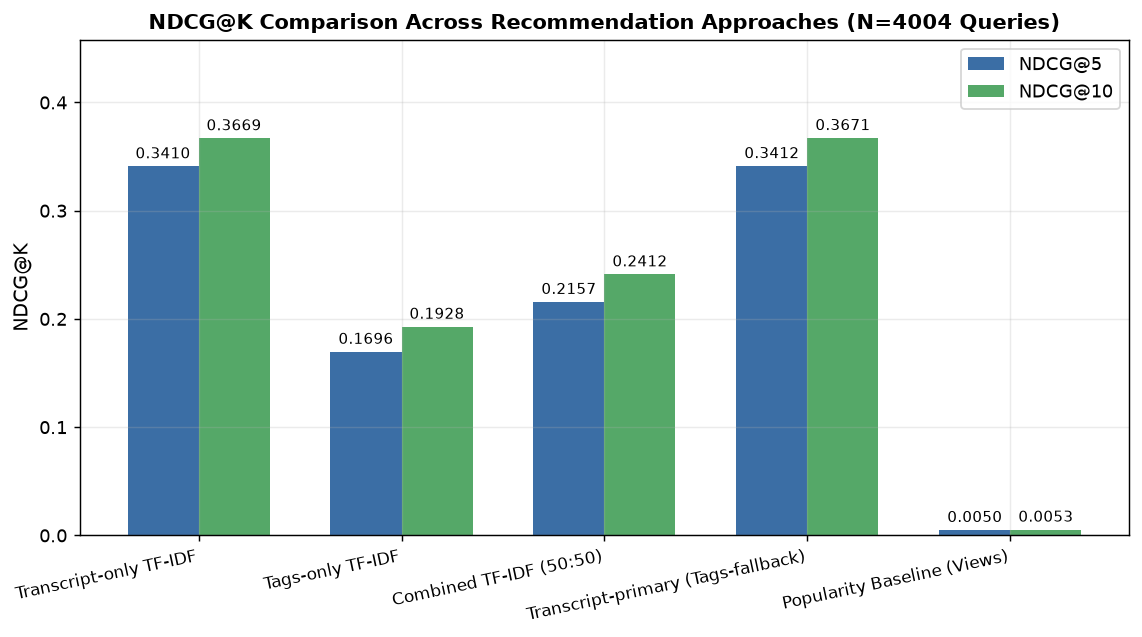 NDCG@K Comparison Across Recommendation Approaches (N=4004 Queries)
NDCG@5
NDCG@10
NDCG@K
0.4
0.3
0.2
0.1
0.0
0.3410
0.3669
0.1696
0.1928
0.2157
0.2412
0.3412
0.3671
0.0050
0.0053
Transcript-only TF-IDF
Tags-only TF-IDF
Combined TF-IDF (50:50)
Transcript-primary (Tags-fallback)
Popularity Baseline (Views)